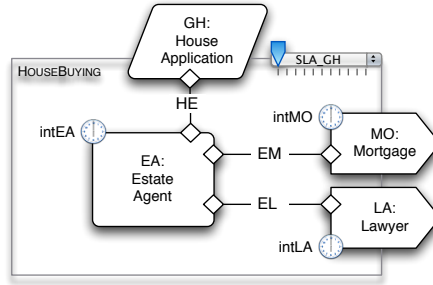 GH:
House
Application
SLA_GH
HOUSEBUYING
HE
intEA
intMO
EA:
Estate
Agent
EM
MO:
Mortgage
EL
LA:
Lawyer
intLA